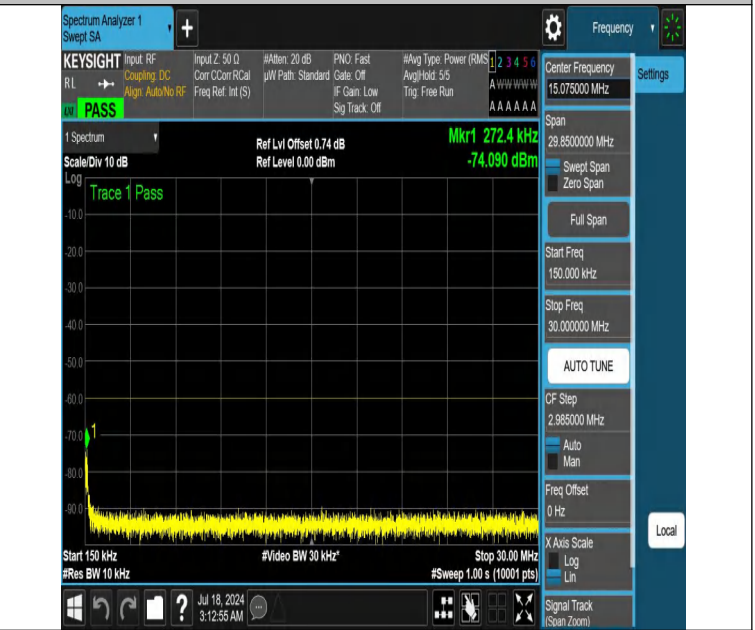 Spectrum Analyzer 1
Swept SA
+
Frequency
KEYSIGHT
RL
PASS
Input: RF
Coupling: DC
Align: Auto/No RF
Input Z: 50 Ω
Corr CCorr RCal
Freq Ref: Int (S)
#Atten: 20 dB
µW Path: Standard
PNO: Fast
Gate: Off
IF Gain: Low
Sig Track: Off
#Avg Type: Power (RMS
Avg|Hold: 5/5
Trig: Free Run
1 2 3 4 5 6
A W W W W W
A A A A A A
1 Spectrum
Scale/Div 10 dB
Ref Lvl Offset 0.74 dB
Ref Level 0.00 dBm
Mkr1 272.4 kHz
-74.090 dBm
Log
Trace 1 Pass
-10.0
-20.0
-30.0
-40.0
-50.0
-60.0
-70.0
-80.0
-90.0
1
Start 150 kHz
#Video BW 30 kHz*
Stop 30.00 MHz
#Res BW 10 kHz
#Sweep 1.00 s (10001 pts)
?
Jul 18, 2024
3:12:55 AM
Center Frequency
15.075000 MHz
Settings
Span
29.8500000 MHz
Swept Span
Zero Span
Full Span
Start Freq
150.000 kHz
Stop Freq
30.000000 MHz
AUTO TUNE
CF Step
2.985000 MHz
Auto
Man
Freq Offset
0 Hz
X Axis Scale
Log
Lin
Local
Signal Track
(Span Zoom)